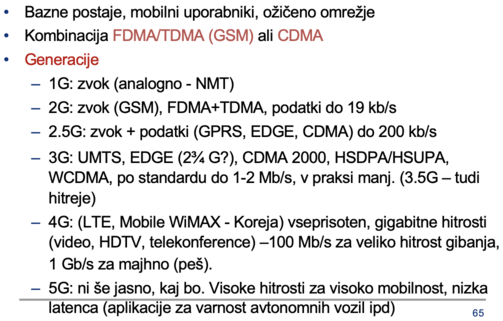 • Bazne postaje, mobilni uporabniki, ožičeno omrežje
• Kombinacija FDMA/TDMA (GSM) ali CDMA
• Generacije
– 1G: zvok (analogno - NMT)
– 2G: zvok (GSM), FDMA+TDMA, podatki do 19 kb/s
– 2.5G: zvok + podatki (GPRS, EDGE, CDMA) do 200 kb/s
– 3G: UMTS, EDGE (2¾ G?), CDMA 2000, HSDPA/HSUPA,
WCDMA, po standardu do 1-2 Mb/s, v praksi manj. (3.5G – tudi
hitreje)
– 4G: (LTE, Mobile WiMAX - Koreja) vseprisoten, gigabitne hitrosti
(video, HDTV, telekonference) –100 Mb/s za veliko hitrost gibanja,
1 Gb/s za majhno (peš).
– 5G: ni še jasno, kaj bo. Visoke hitrosti za visoko mobilnost, nizka
latenca (aplikacije za varnost avtonomnih vozil ipd)
65